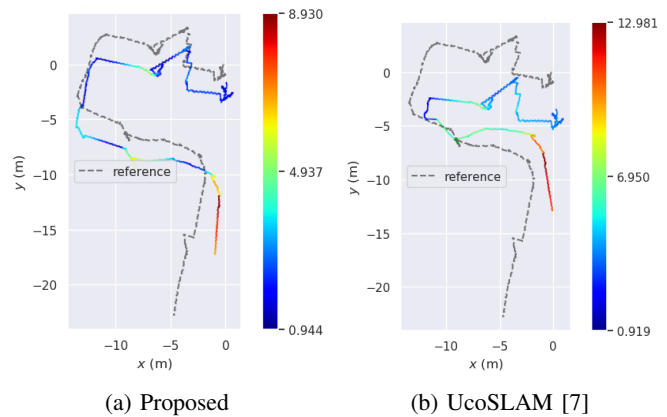 8.930
4.937
0.944
0
−5
−10
−15
−20
y (m)
reference
−10
−5
0
x (m)
(a) Proposed
12.981
6.950
0.919
0
−5
−10
−15
−20
y (m)
reference
−10
−5
0
x (m)
(b) UcoSLAM [7]